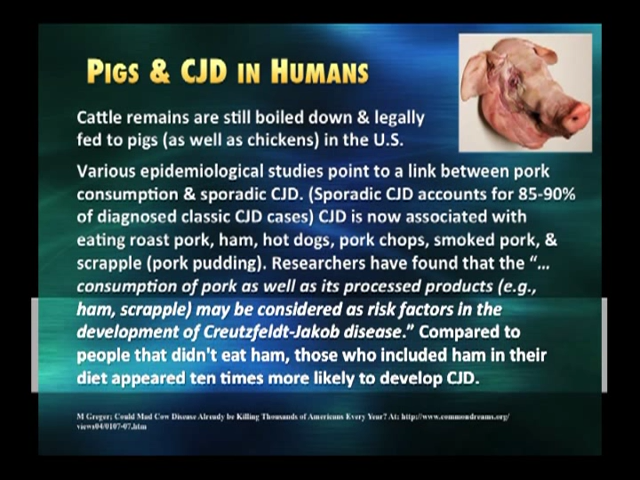 PIGS & CJD IN HUMANS
Cattle remains are still boiled down & legally
fed to pigs (as well as chickens) in the U.S.
Various epidemiological studies point to a link between pork
consumption & sporadic CJD. (Sporadic CJD accounts for 85-90%
of diagnosed classic CJD cases) CJD is now associated with
eating roast pork, ham, hot dogs, pork chops, smoked pork, &
scrapple (pork pudding). Researchers have found that the “...
consumption of pork as well as its processed products (e.g.,
ham, scrapple) may be considered as risk factors in the
development of Creutzfeldt-Jakob disease.” Compared to
people that didn't eat ham, those who included ham in their
diet appeared ten times more likely to develop CJD.
M Greger; Could Mad Cow Disease Already be Killing Thousands of Americans Every Year? At: http://www.commondreams.org/
views04/0107-07.htm